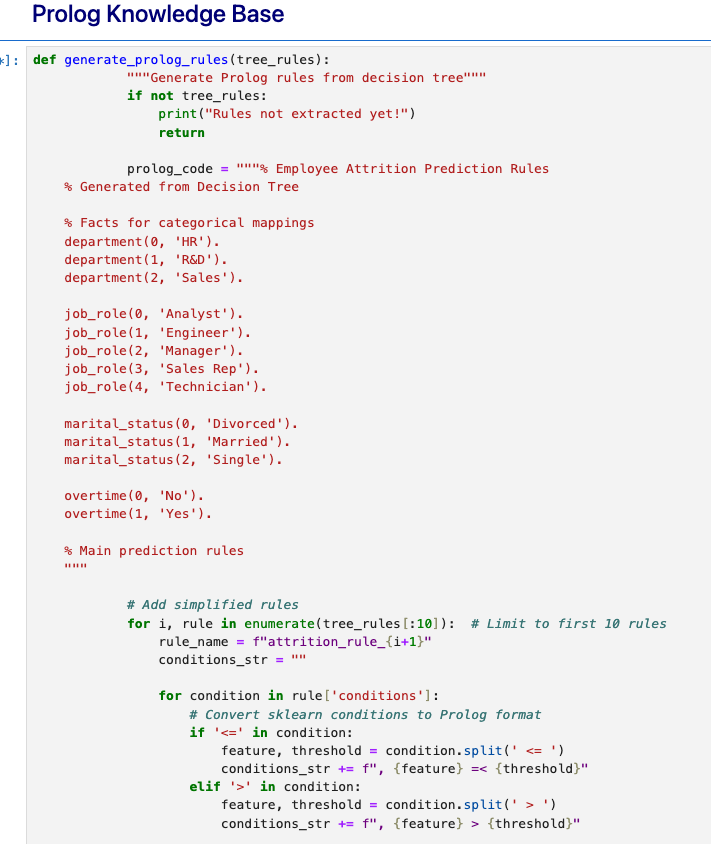 Prolog Knowledge Base
*]: def generate_prolog_rules(tree_rules):
"""Generate Prolog rules from decision tree"""
if not tree_rules:
print("Rules not extracted yet!")
return
prolog_code = """% Employee Attrition Prediction Rules
% Generated from Decision Tree
% Facts for categorical mappings
department(0, 'HR').
department(1, 'R&D').
department(2, 'Sales').
job_role(0, 'Analyst').
job_role(1, 'Engineer').
job_role(2, 'Manager').
job_role(3, 'Sales Rep').
job_role(4, 'Technician').
marital_status(0, 'Divorced').
marital_status(1, 'Married').
marital_status(2, 'Single').
overtime(0, 'No').
overtime(1, 'Yes').
% Main prediction rules
"""
# Add simplified rules
for i, rule in enumerate(tree_rules[:10]):  # Limit to first 10 rules
rule_name = f"attrition_rule_{i+1}"
conditions_str = ""
for condition in rule['conditions']:
# Convert sklearn conditions to Prolog format
if '<=' in condition:
feature, threshold = condition.split(' <= ')
conditions_str += f", {feature} =< {threshold}"
elif '>' in condition:
feature, threshold = condition.split(' > ')
conditions_str += f", {feature} > {threshold}"